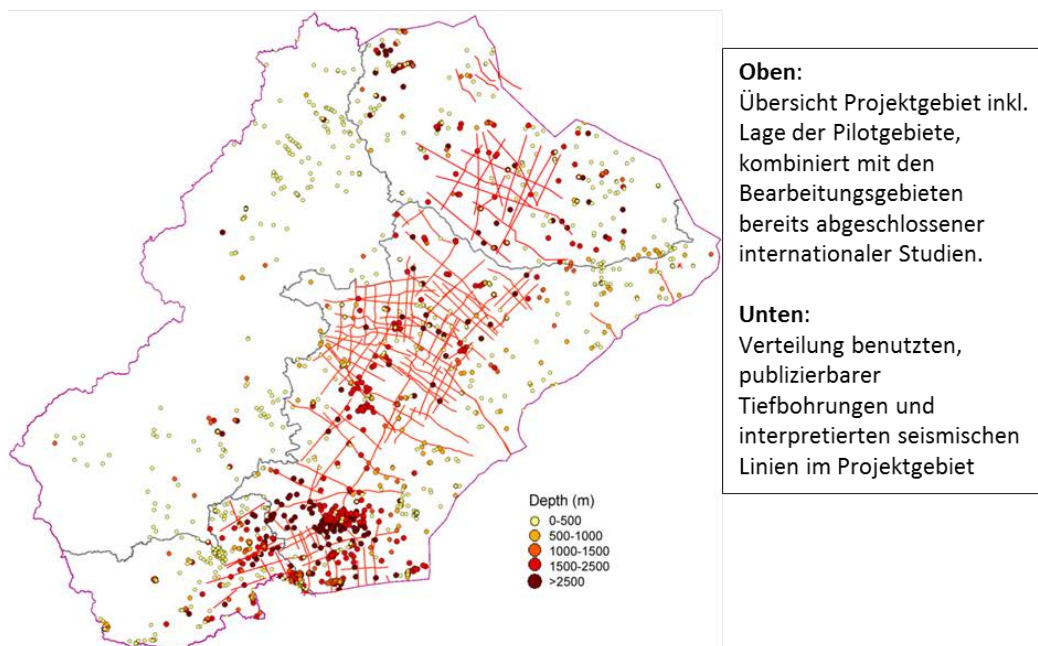 Oben:
Übersicht Projektgebiet inkl.
Lage der Pilotgebiete,
kombiniert mit den
Bearbeitungsgebieten
bereits abgeschlossener
internationaler Studien.
Unten:
Verteilung benutzten,
publizierbarer
Tiefbohrungen und
interpretierten seismischen
Linien im Projektgebiet
Depth (m)
0-500
500-1000
1000-1500
1500-2500
>2500